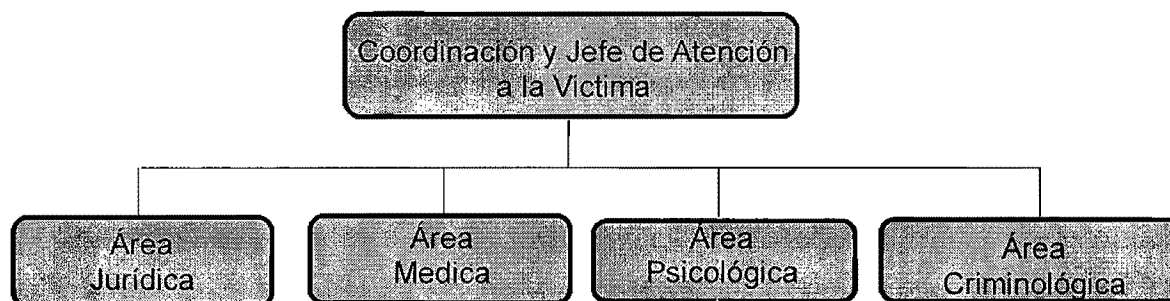 Coordinación y Jefe de Atención
a la Victima
Área
Jurídica
Área
Medica
Área
Psicológica
Área
Criminológica